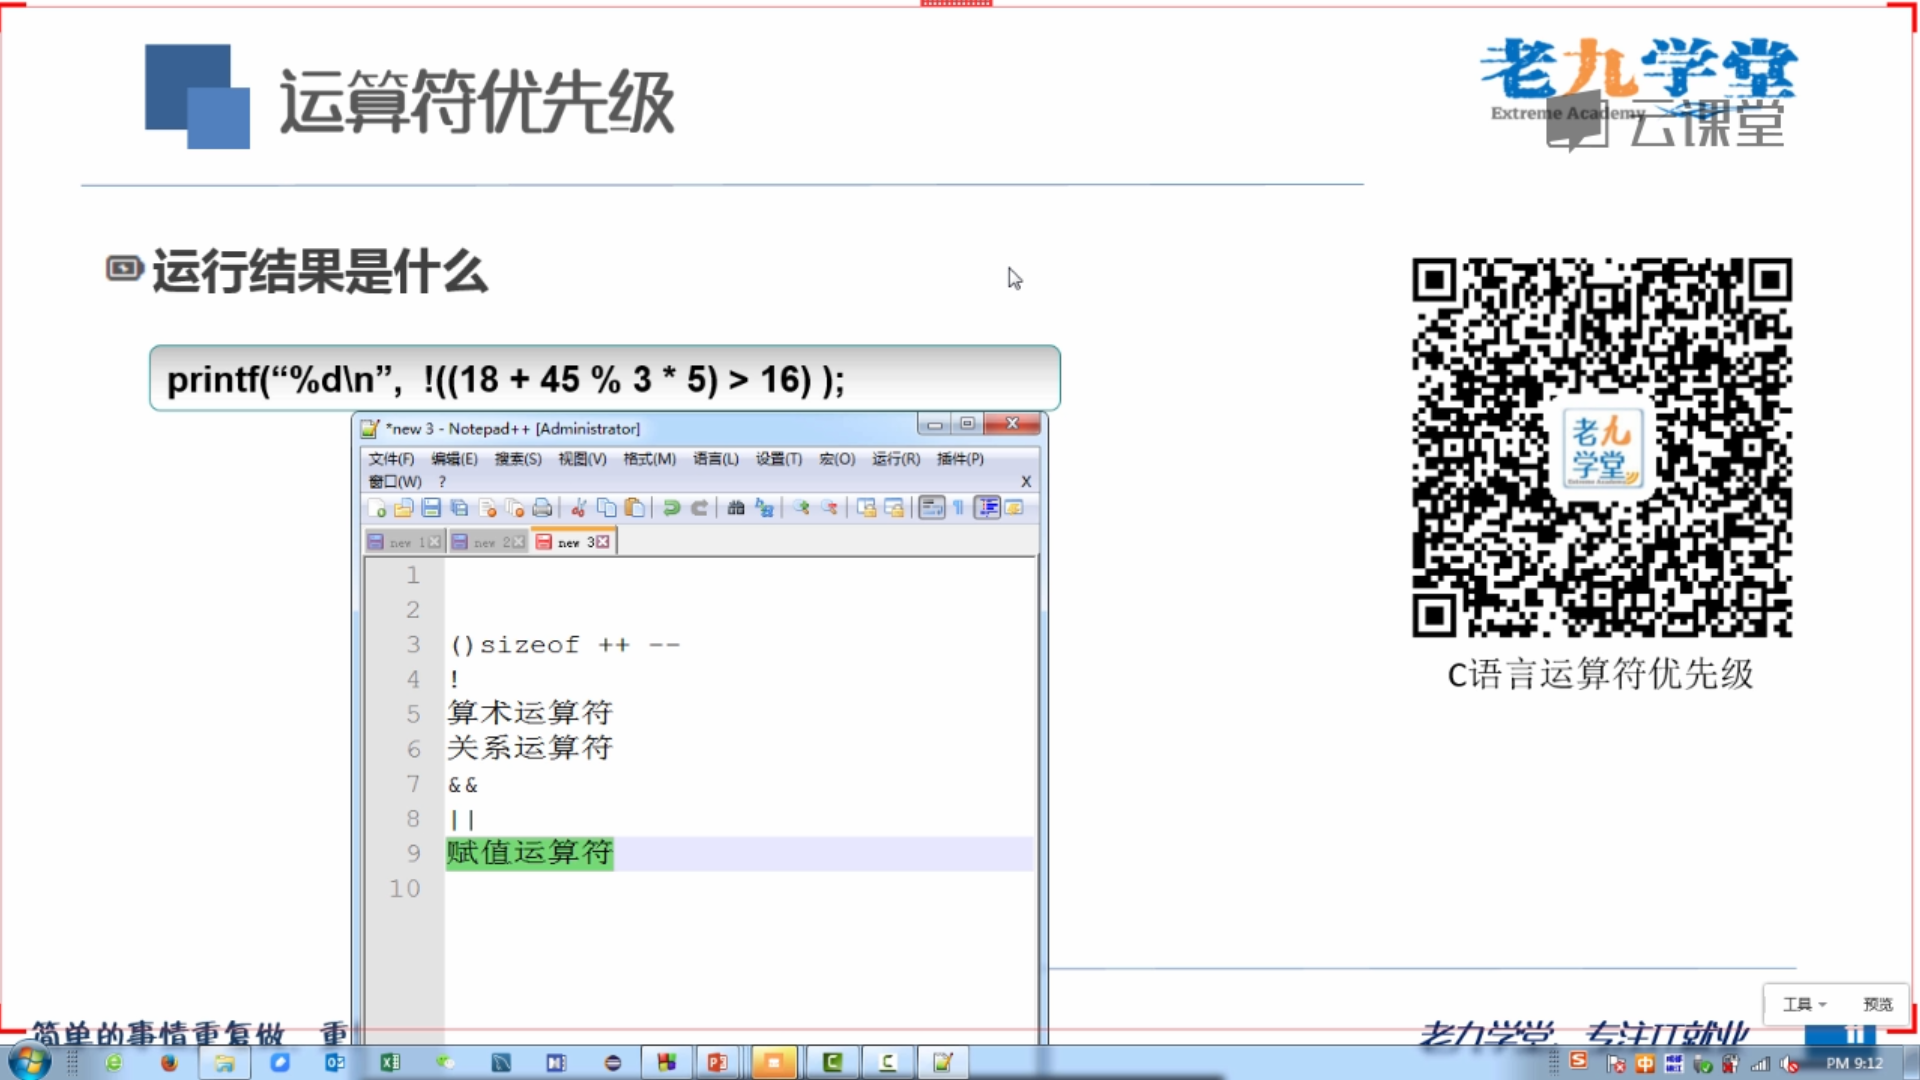 运算符优先级
老九学堂
Extreme Academy
云课堂
运行结果是什么
printf(“%d\n”, !((18 + 45 % 3 * 5) > 16) );
*new 3 - Notepad++ [Administrator]
文件(F) 编辑(E) 搜索(S) 视图(V) 格式(M) 语言(L) 设置(T) 宏(O) 运行(R) 插件(P)
窗口(W) ? X
new 1 new 2 new 3
1
2
3 ()sizeof ++ --
4 !
5 算术运算符
6 关系运算符
7 &&
8 ||
9 赋值运算符
10
老九
学堂
C语言运算符优先级
工具 预览
简单的事情重复做 重
老九学堂，专注IT就业
11
PM 9:12